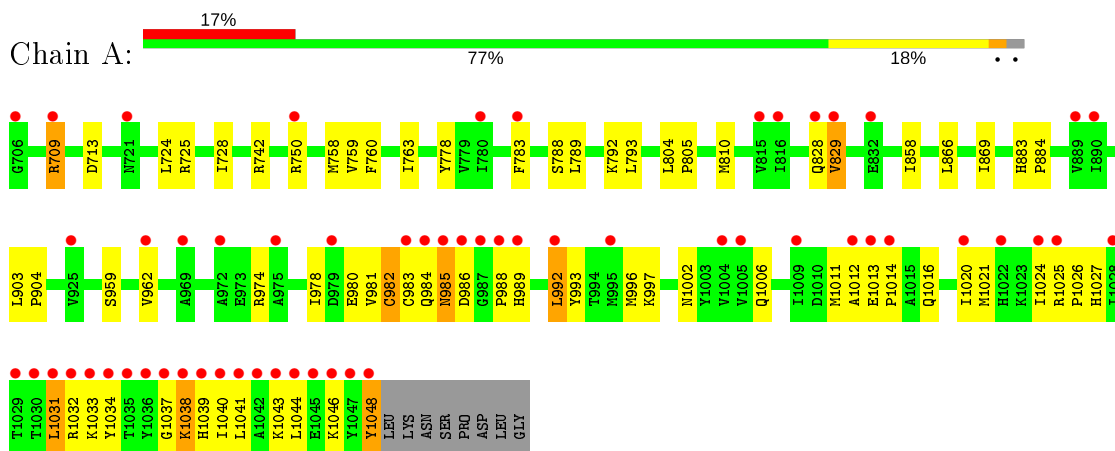 17%
Chain A:
77% 18% . .
G706 R709 D713 N721 L724 R725 I728 R742 R750 M758 V759 F760 I763 Y778 V779 I780 F783 S788 L789 K792 L793 L804 P805 M810 V815 I816 Q828 V829 E832 I858 L866 I869 H883 P884 V889 I890
L903 P904 V925 S959 V962 A969 A972 E973 R974 A975 I978 D979 E980 V981 C982 C983 Q984 N985 D986 G987 P988 H989 L992 Y993 T994 M995 M996 K997 N1002 Y1003 V1004 V1005 Q1006 I1009 D1010 M1011 A1012 E1013 P1014 A1015 Q1016 I1020 M1021 H1022 K1023 I1024 R1025 P1026 H1027 I1028
T1029 T1030 L1031 R1032 K1033 Y1034 T1035 Y1036 G1037 K1038 H1039 I1040 L1041 A1042 K1043 L1044 E1045 K1046 Y1047 Y1048 LEU LYS ASN SER PRO ASP LEU GLY